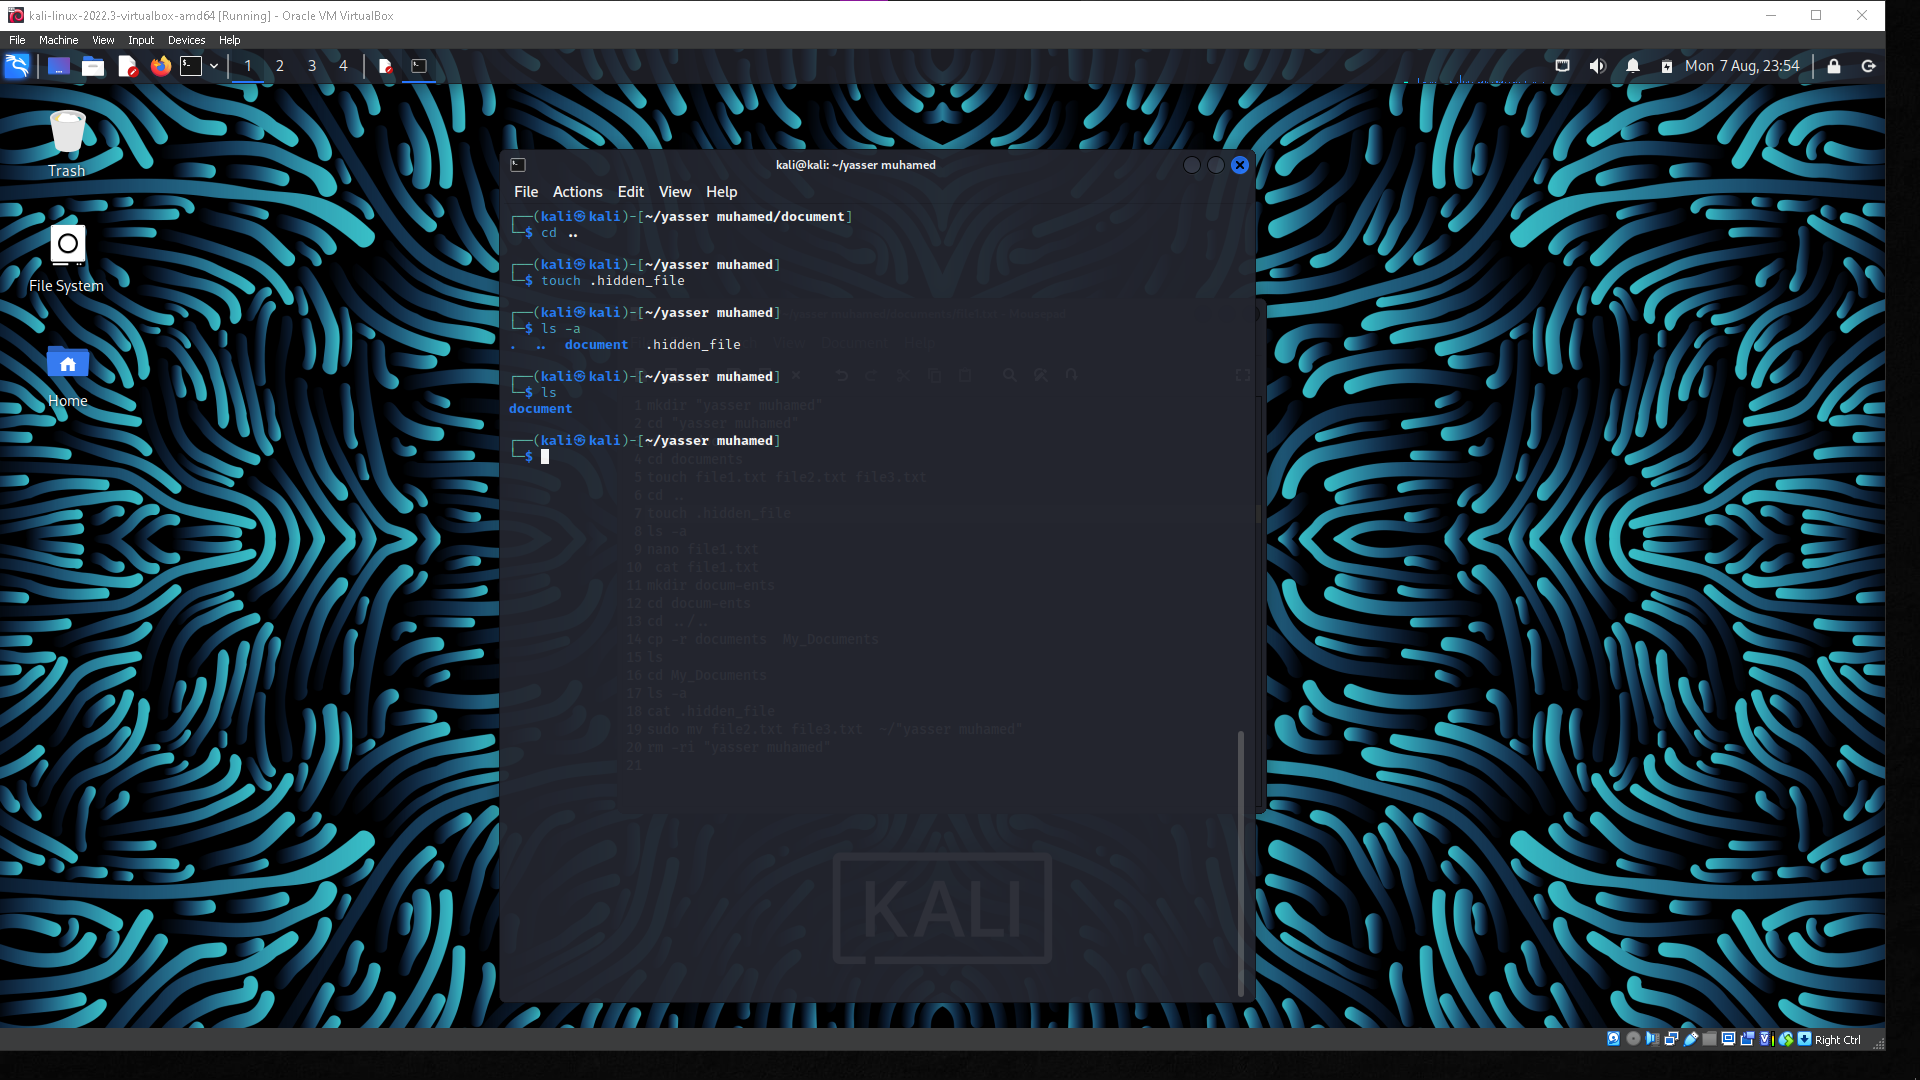 kali-linux-2022.3-virtualbox-amd64 [Running] - Oracle VM VirtualBox
File Machine View Input Devices Help
1 2 3 4
Mon 7 Aug, 23:54
Trash
File System
Home
kali@kali: ~/yasser muhamed
File Actions Edit View Help
┌──(kali㉿kali)-[~/yasser muhamed/document]
└─$ cd ..
┌──(kali㉿kali)-[~/yasser muhamed]
└─$ touch .hidden_file
┌──(kali㉿kali)-[~/yasser muhamed]
└─$ ls -a
. .. document .hidden_file
┌──(kali㉿kali)-[~/yasser muhamed]
└─$ ls
document
┌──(kali㉿kali)-[~/yasser muhamed]
└─$
1 mkdir "yasser muhamed"
2 cd "yasser muhamed"
4 cd documents
5 touch file1.txt file2.txt file3.txt
6 cd ..
7 touch .hidden_file
8 ls -a
9 nano file1.txt
10 cat file1.txt
11 mkdir docum-ents
12 cd docum-ents
13 cd ../..
14 cp -r documents My_Documents
15 ls
16 cd My_Documents
17 ls -a
18 cat .hidden_file
19 sudo mv file2.txt file3.txt ~/"yasser muhamed"
20 rm -ri "yasser muhamed"
21
KALI
Right Ctrl